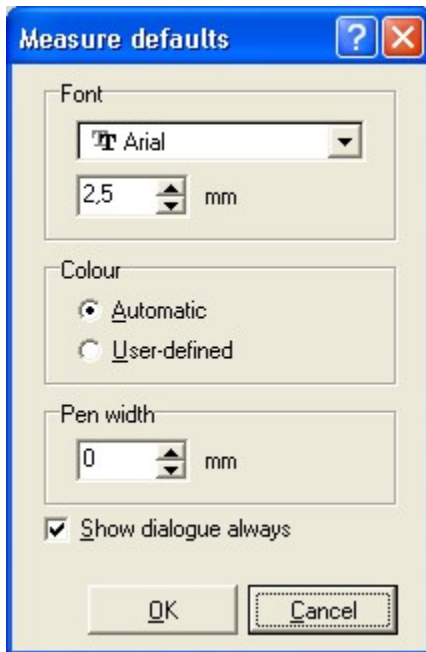 Measure defaults
Font
Arial
2,5 mm
Colour
Automatic
User-defined
Pen width
0 mm
Show dialogue always
OK Cancel